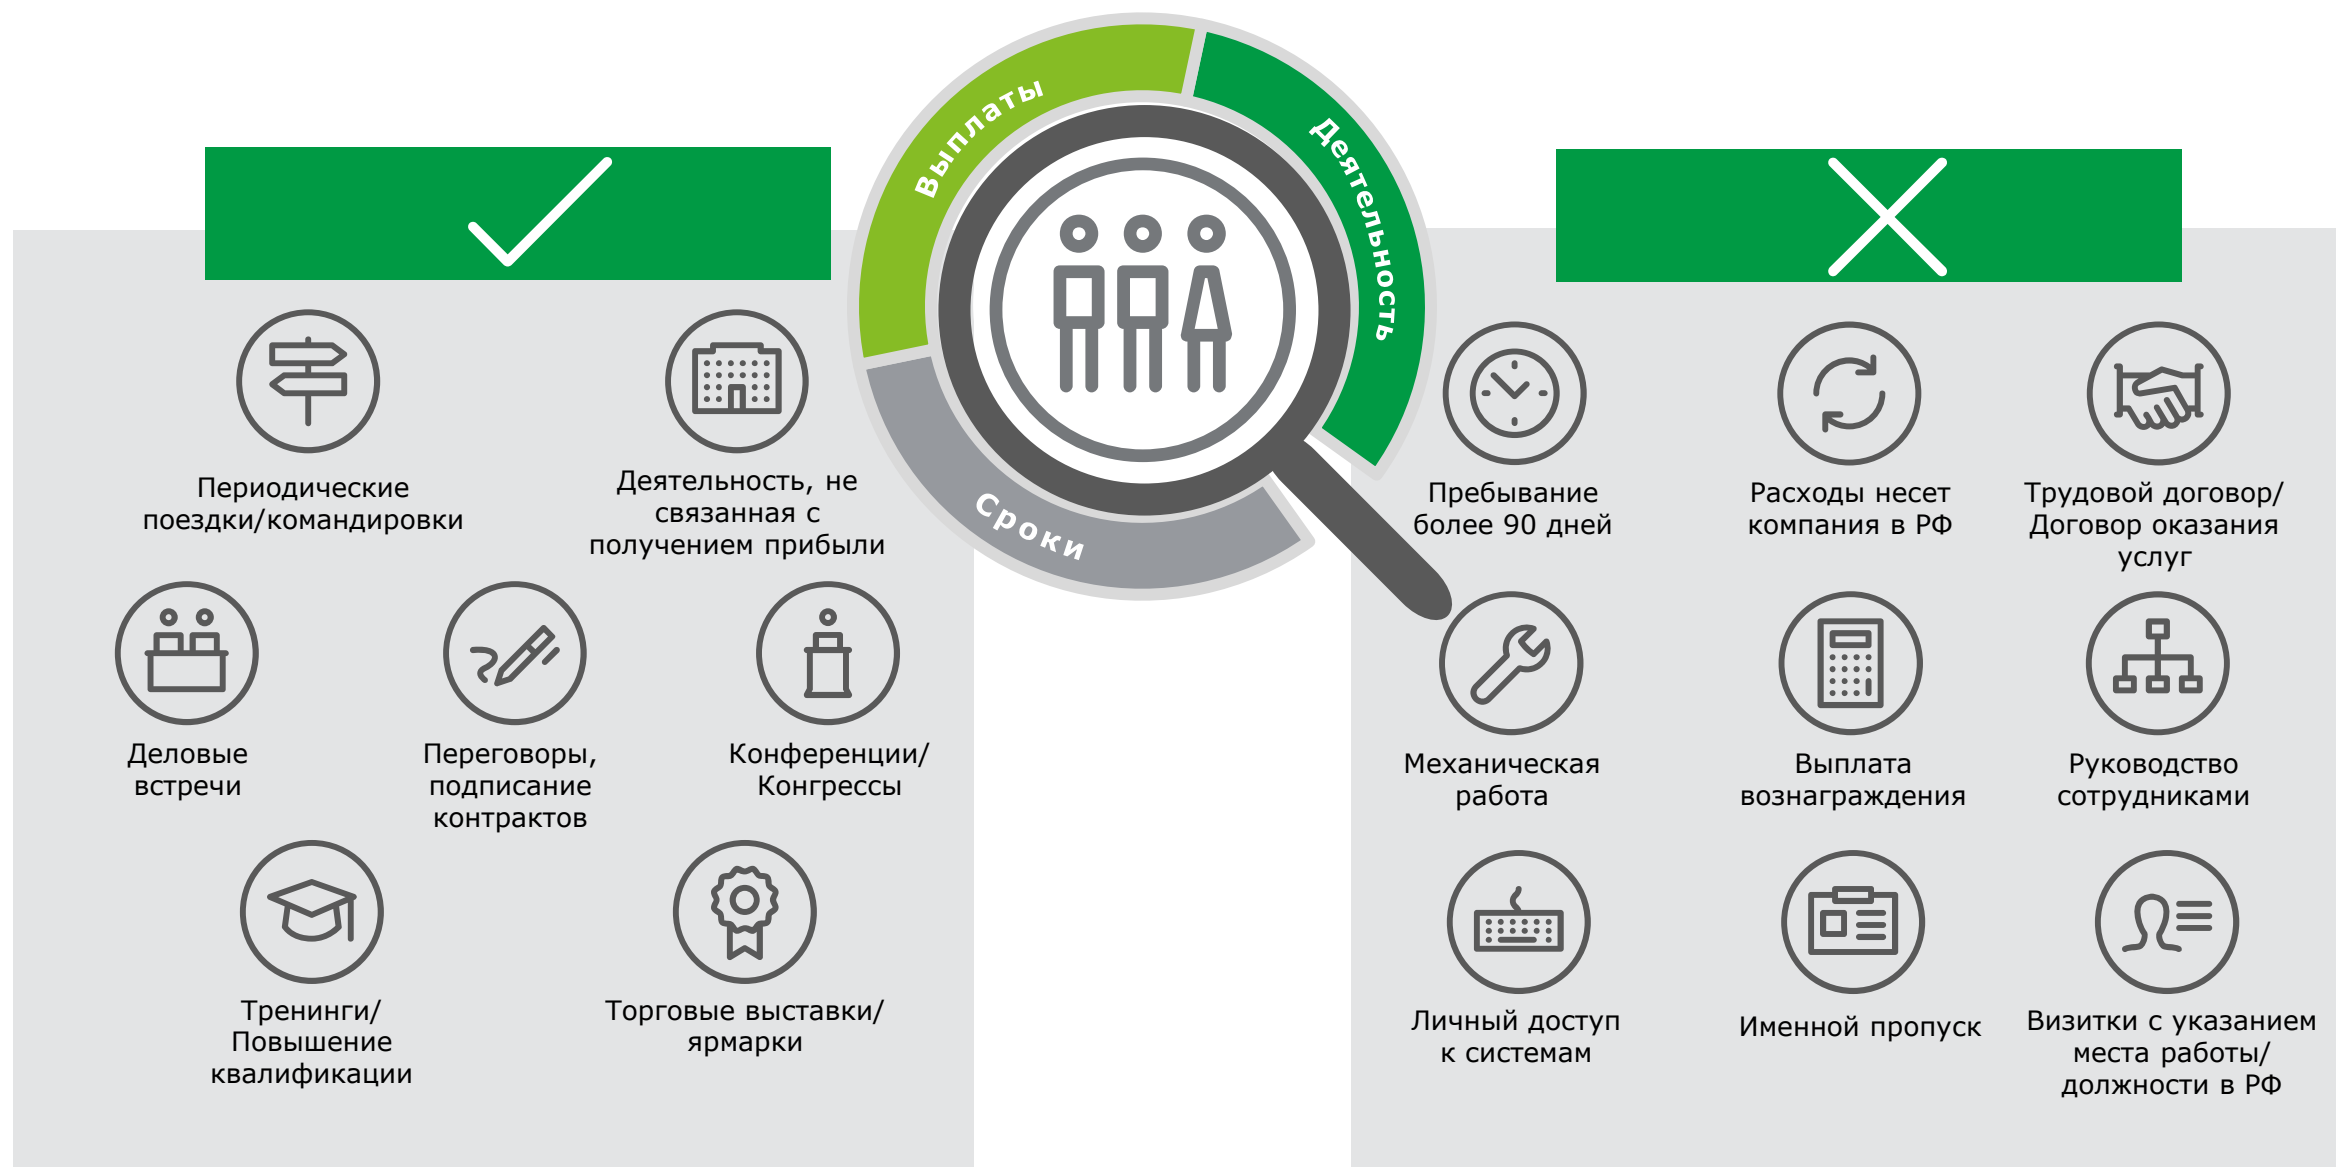 Выплаты
Деятельность
Сроки
Периодические
поездки/командировки
Деятельность, не
связанная с
получением прибыли
Деловые
встречи
Переговоры,
подписание
контрактов
Конференции/
Конгрессы
Тренинги/
Повышение
квалификации
Торговые выставки/
ярмарки
Пребывание
более 90 дней
Расходы несет
компания в РФ
Трудовой договор/
Договор оказания
услуг
Механическая
работа
Выплата
вознаграждения
Руководство
сотрудниками
Личный доступ
к системам
Именной пропуск
Визитки с указанием
места работы/
должности в РФ